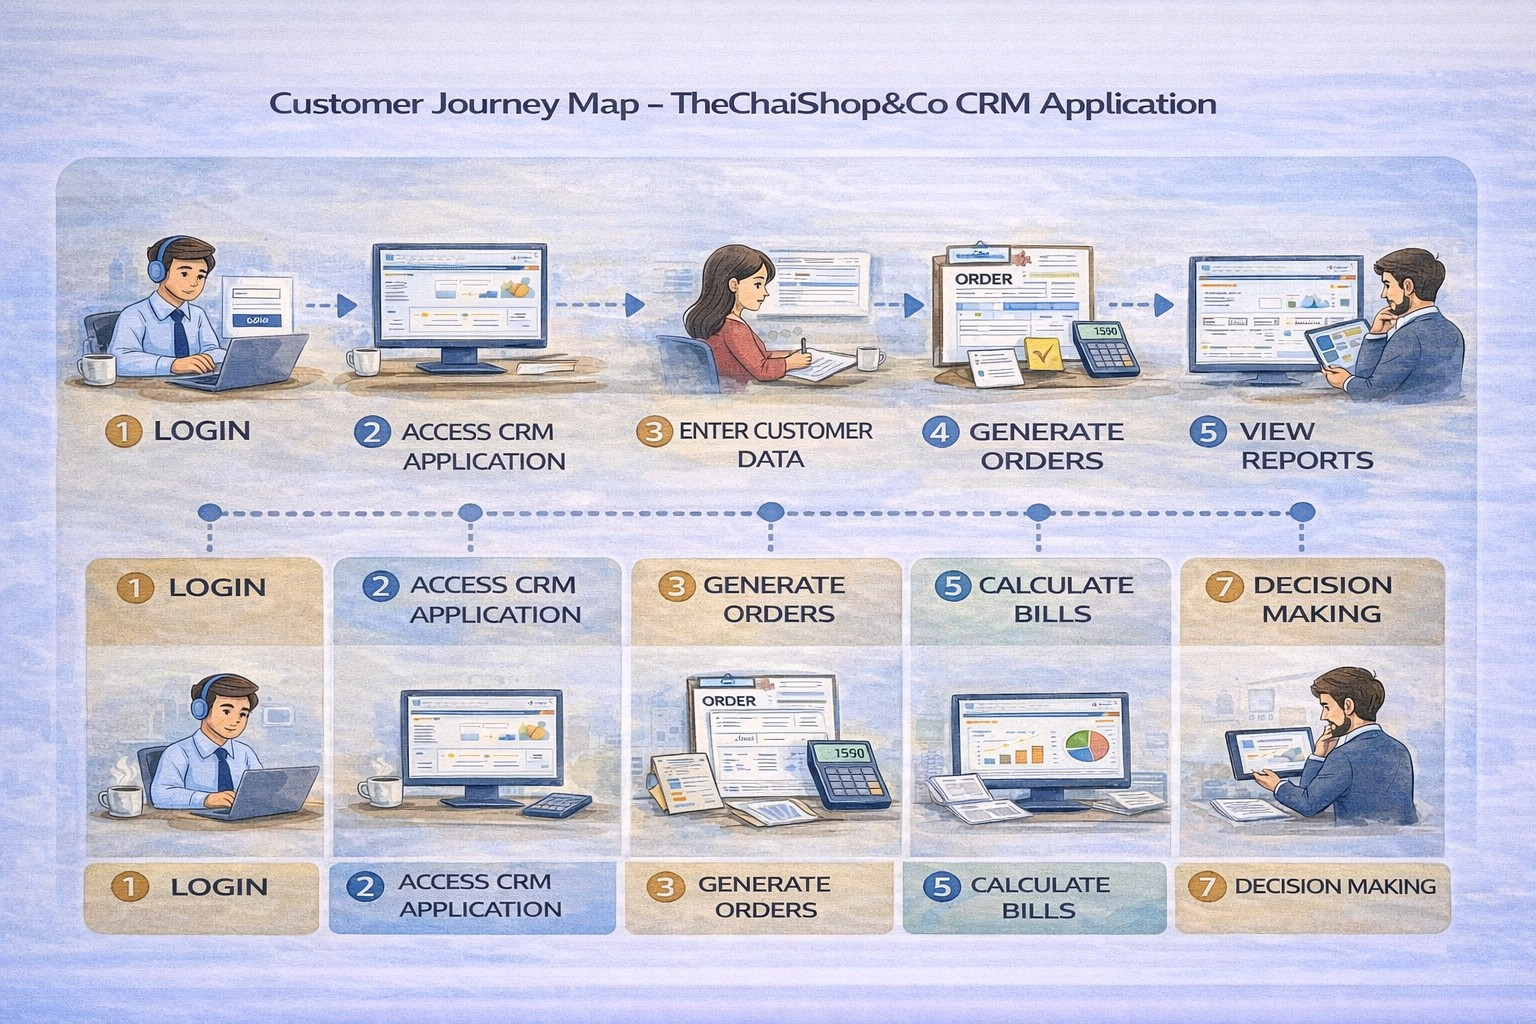 Customer Journey Map – TheChaiShop&Co CRM Application
ORDER
1590
1 LOGIN
2 ACCESS CRM
APPLICATION
3 ENTER CUSTOMER
DATA
4 GENERATE
ORDERS
5 VIEW
REPORTS
1 LOGIN
2 ACCESS CRM
APPLICATION
3 GENERATE
ORDERS
5 CALCULATE
BILLS
7 DECISION
MAKING
ORDER
1590
1 LOGIN
2 ACCESS CRM
APPLICATION
3 GENERATE
ORDERS
5 CALCULATE
BILLS
7 DECISION MAKING